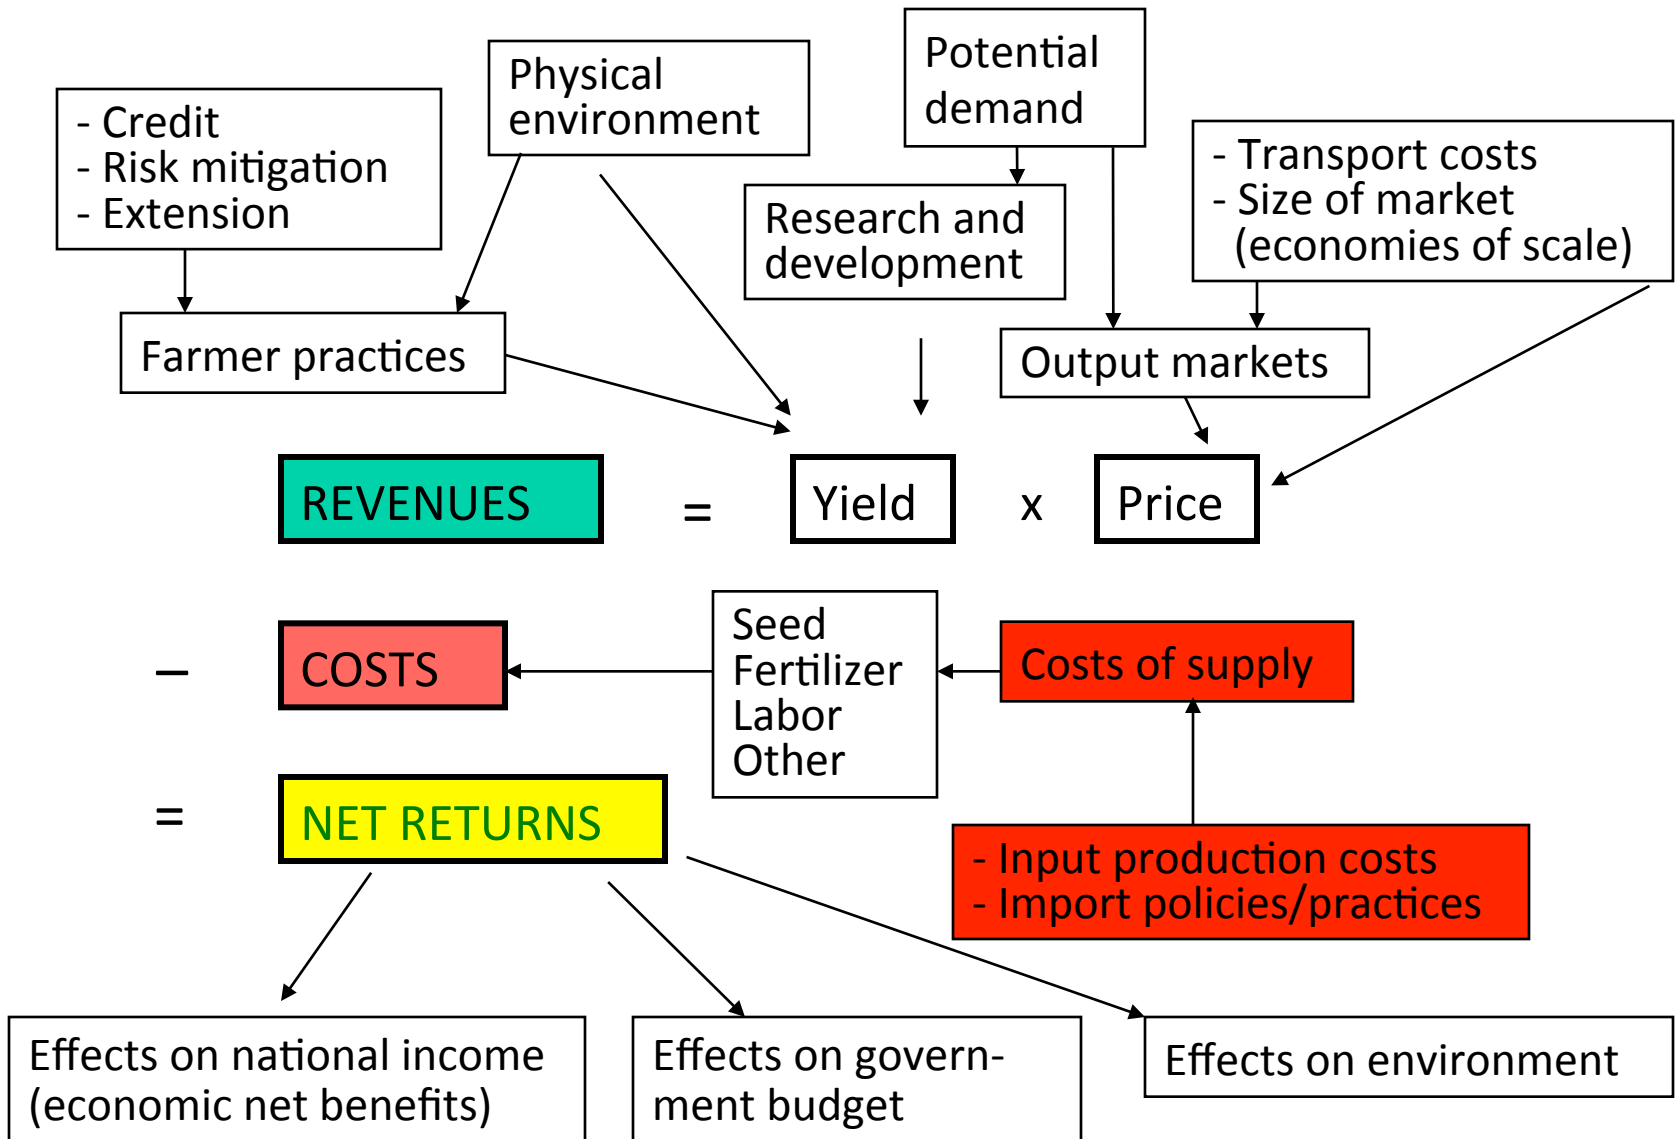 Potential
demand
Physical
environment
- Credit
- Risk mitigation
- Extension
- Transport costs
- Size of market
(economies of scale)
Research and
development
Farmer practices
Output markets
REVENUES
=
Yield
x
Price
Seed
Fertilizer
Labor
Other
–
COSTS
Costs of supply
=
NET RETURNS
- Input production costs
- Import policies/practices
Effects on national income
(economic net benefits)
Effects on govern-
ment budget
Effects on environment